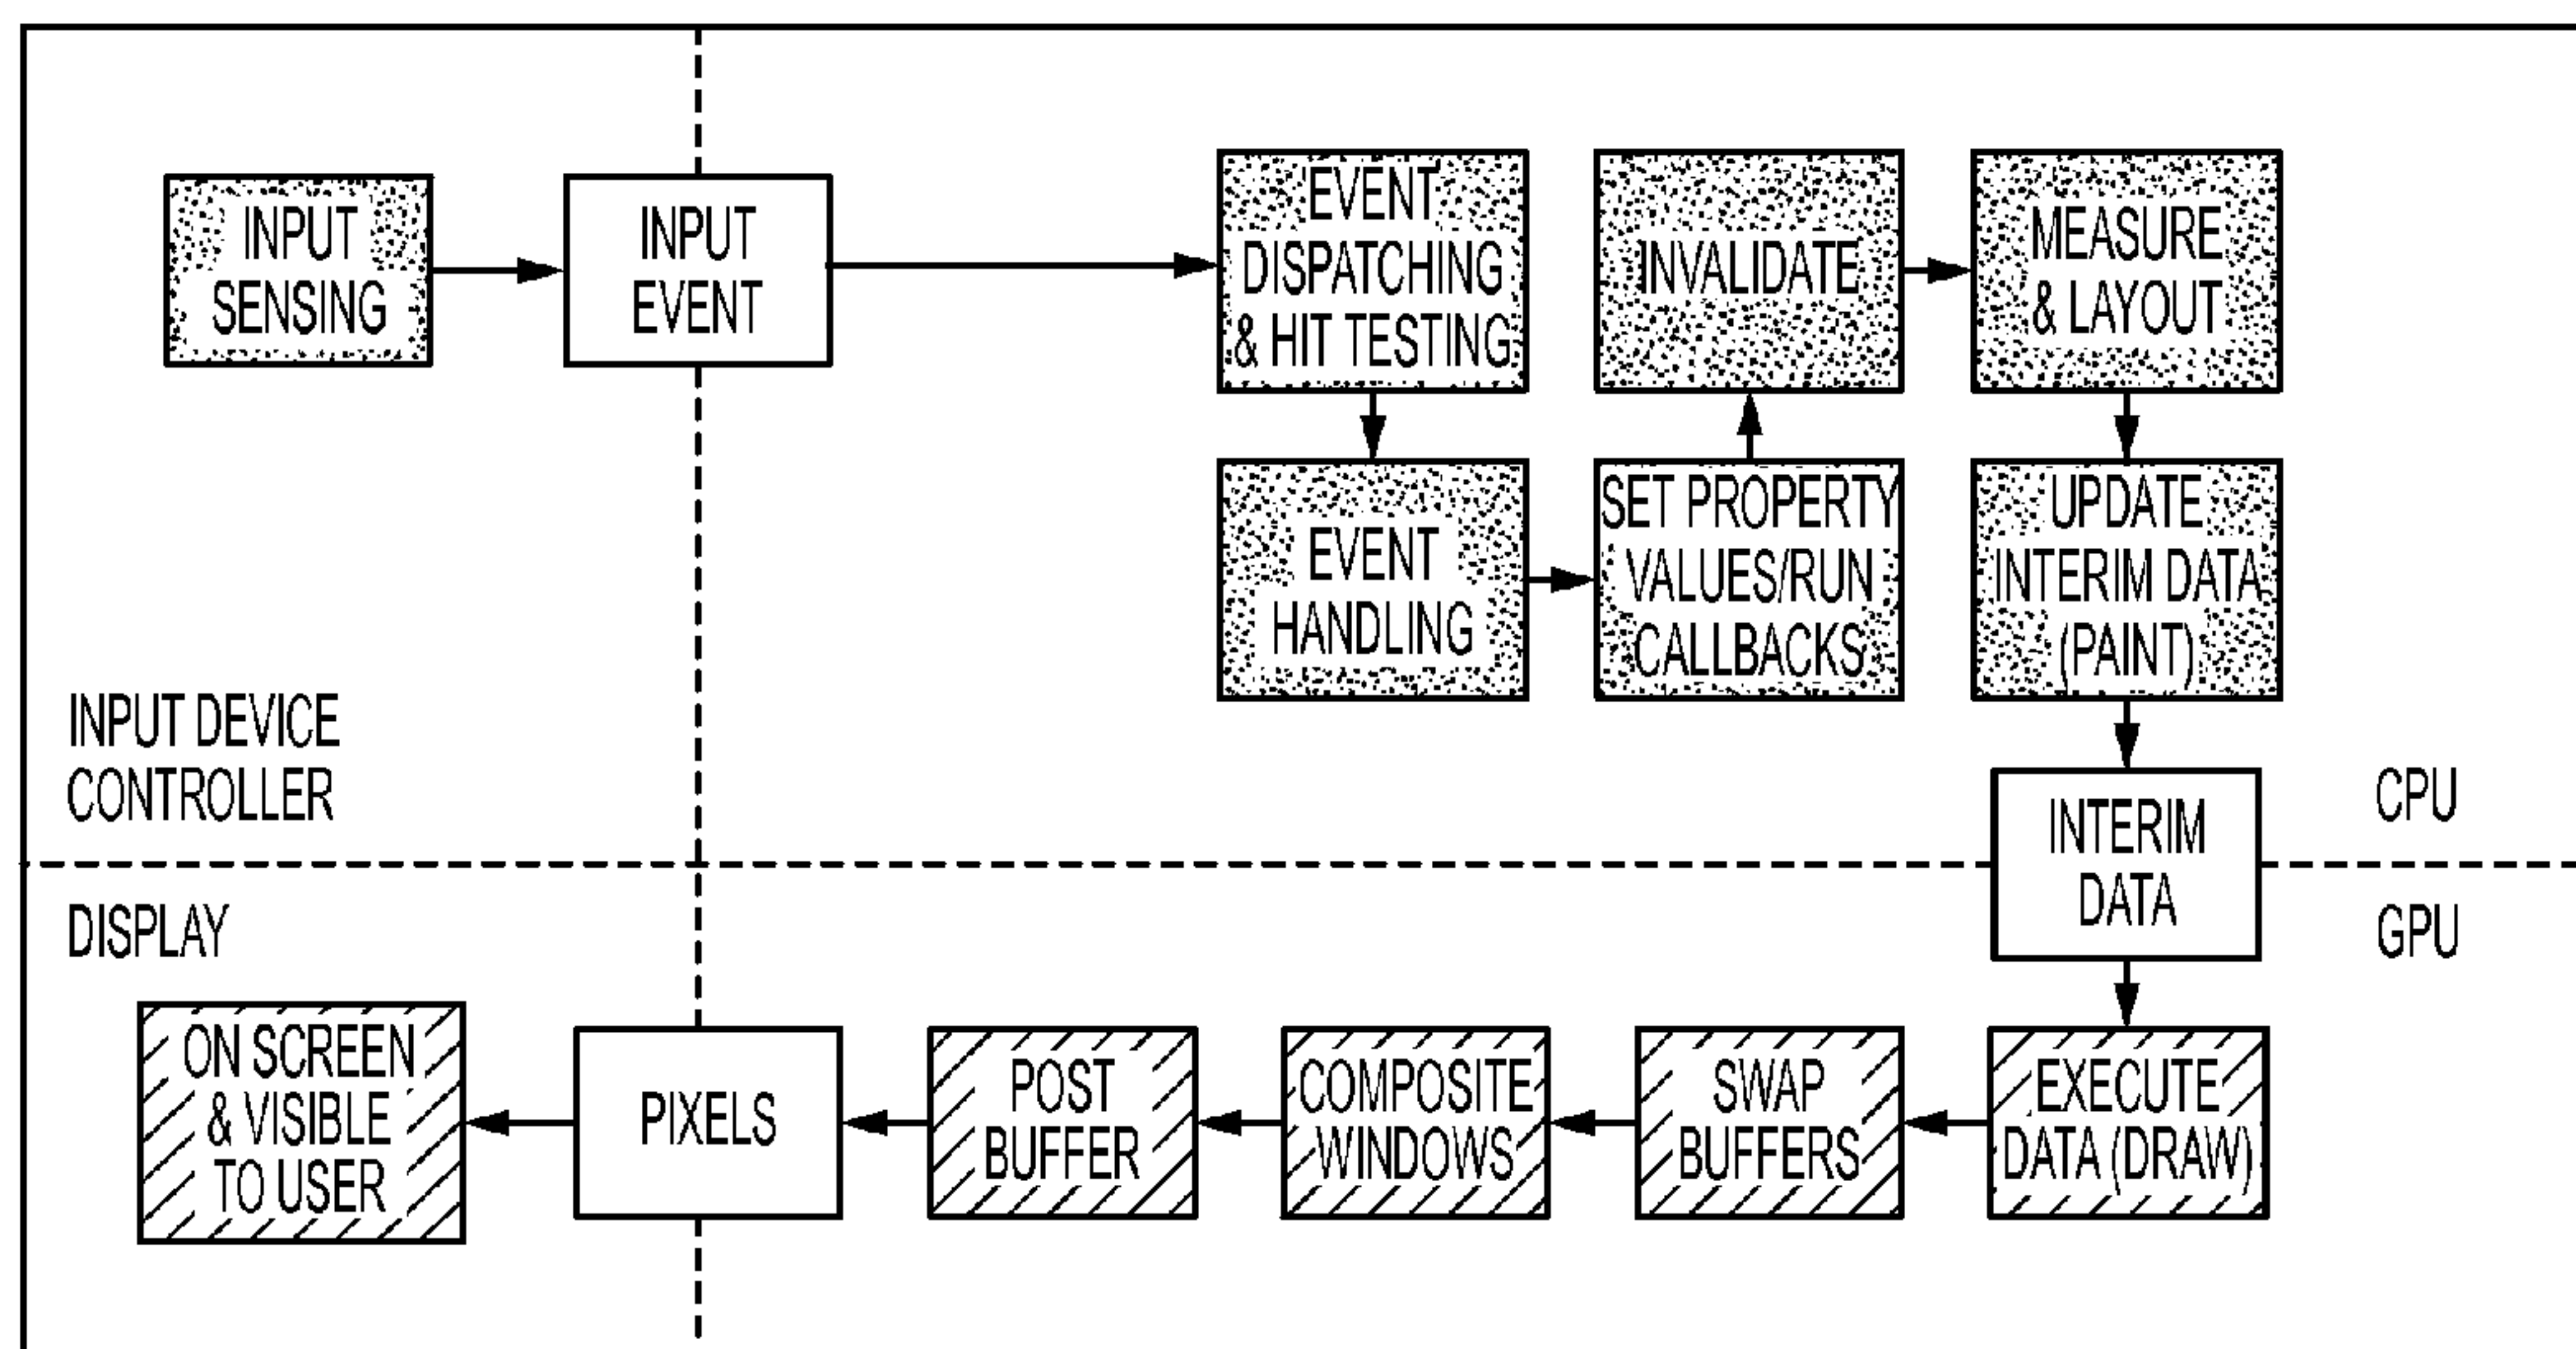 INPUT
SENSING
INPUT
EVENT
EVENT
DISPATCHING
& HIT TESTING
INVALIDATE
MEASURE
& LAYOUT
EVENT
HANDLING
SET PROPERTY
VALUES/RUN
CALLBACKS
UPDATE
INTERIM DATA
(PAINT)
INPUT DEVICE
CONTROLLER
CPU
INTERIM
DATA
DISPLAY
GPU
ON SCREEN
& VISIBLE
TO USER
PIXELS
POST
BUFFER
COMPOSITE
WINDOWS
SWAP
BUFFERS
EXECUTE
DATA (DRAW)